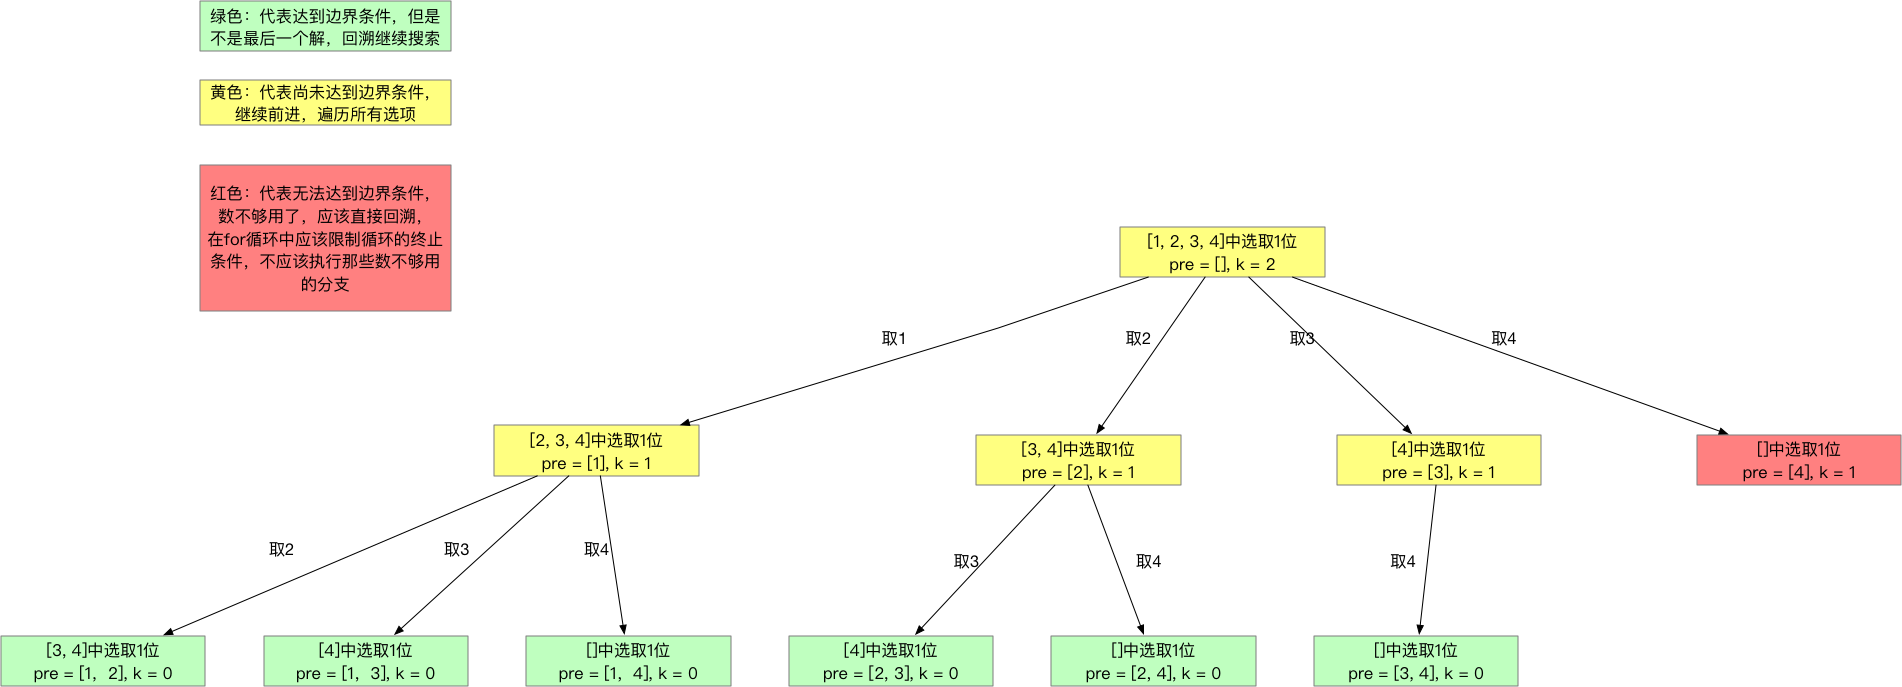 绿色：代表达到边界条件，但是
不是最后一个解，回溯继续搜索
黄色：代表尚未达到边界条件，
继续前进，遍历所有选项
红色：代表无法达到边界条件，
数不够用了，应该直接回溯，
在for循环中应该限制循环的终止
条件，不应该执行那些数不够用
的分支
[1, 2, 3, 4]中选取1位
pre = [], k = 2
取1
取2
取3
取4
[2, 3, 4]中选取1位
pre = [1], k = 1
[3, 4]中选取1位
pre = [2], k = 1
[4]中选取1位
pre = [3], k = 1
[]中选取1位
pre = [4], k = 1
取2
取3
取4
取3
取4
取4
[3, 4]中选取1位
pre = [1,  2], k = 0
[4]中选取1位
pre = [1,  3], k = 0
[]中选取1位
pre = [1,  4], k = 0
[4]中选取1位
pre = [2, 3], k = 0
[]中选取1位
pre = [2, 4], k = 0
[]中选取1位
pre = [3, 4], k = 0